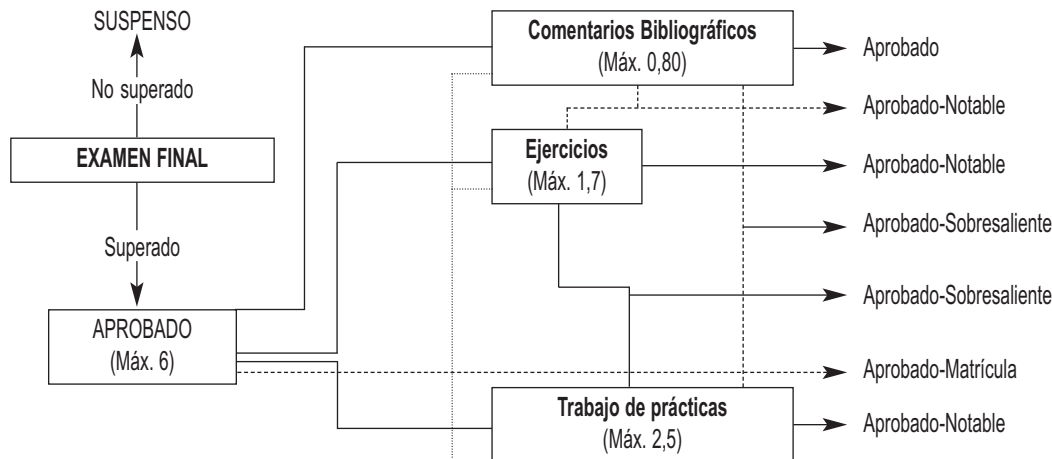 SUSPENSO
No superado
EXAMEN FINAL
Superado
APROBADO
(Máx. 6)
Comentarios Bibliográficos
(Máx. 0,80)
Ejercicios
(Máx. 1,7)
Trabajo de prácticas
(Máx. 2,5)
Aprobado
Aprobado-Notable
Aprobado-Notable
Aprobado-Sobresaliente
Aprobado-Sobresaliente
Aprobado-Matrícula
Aprobado-Notable